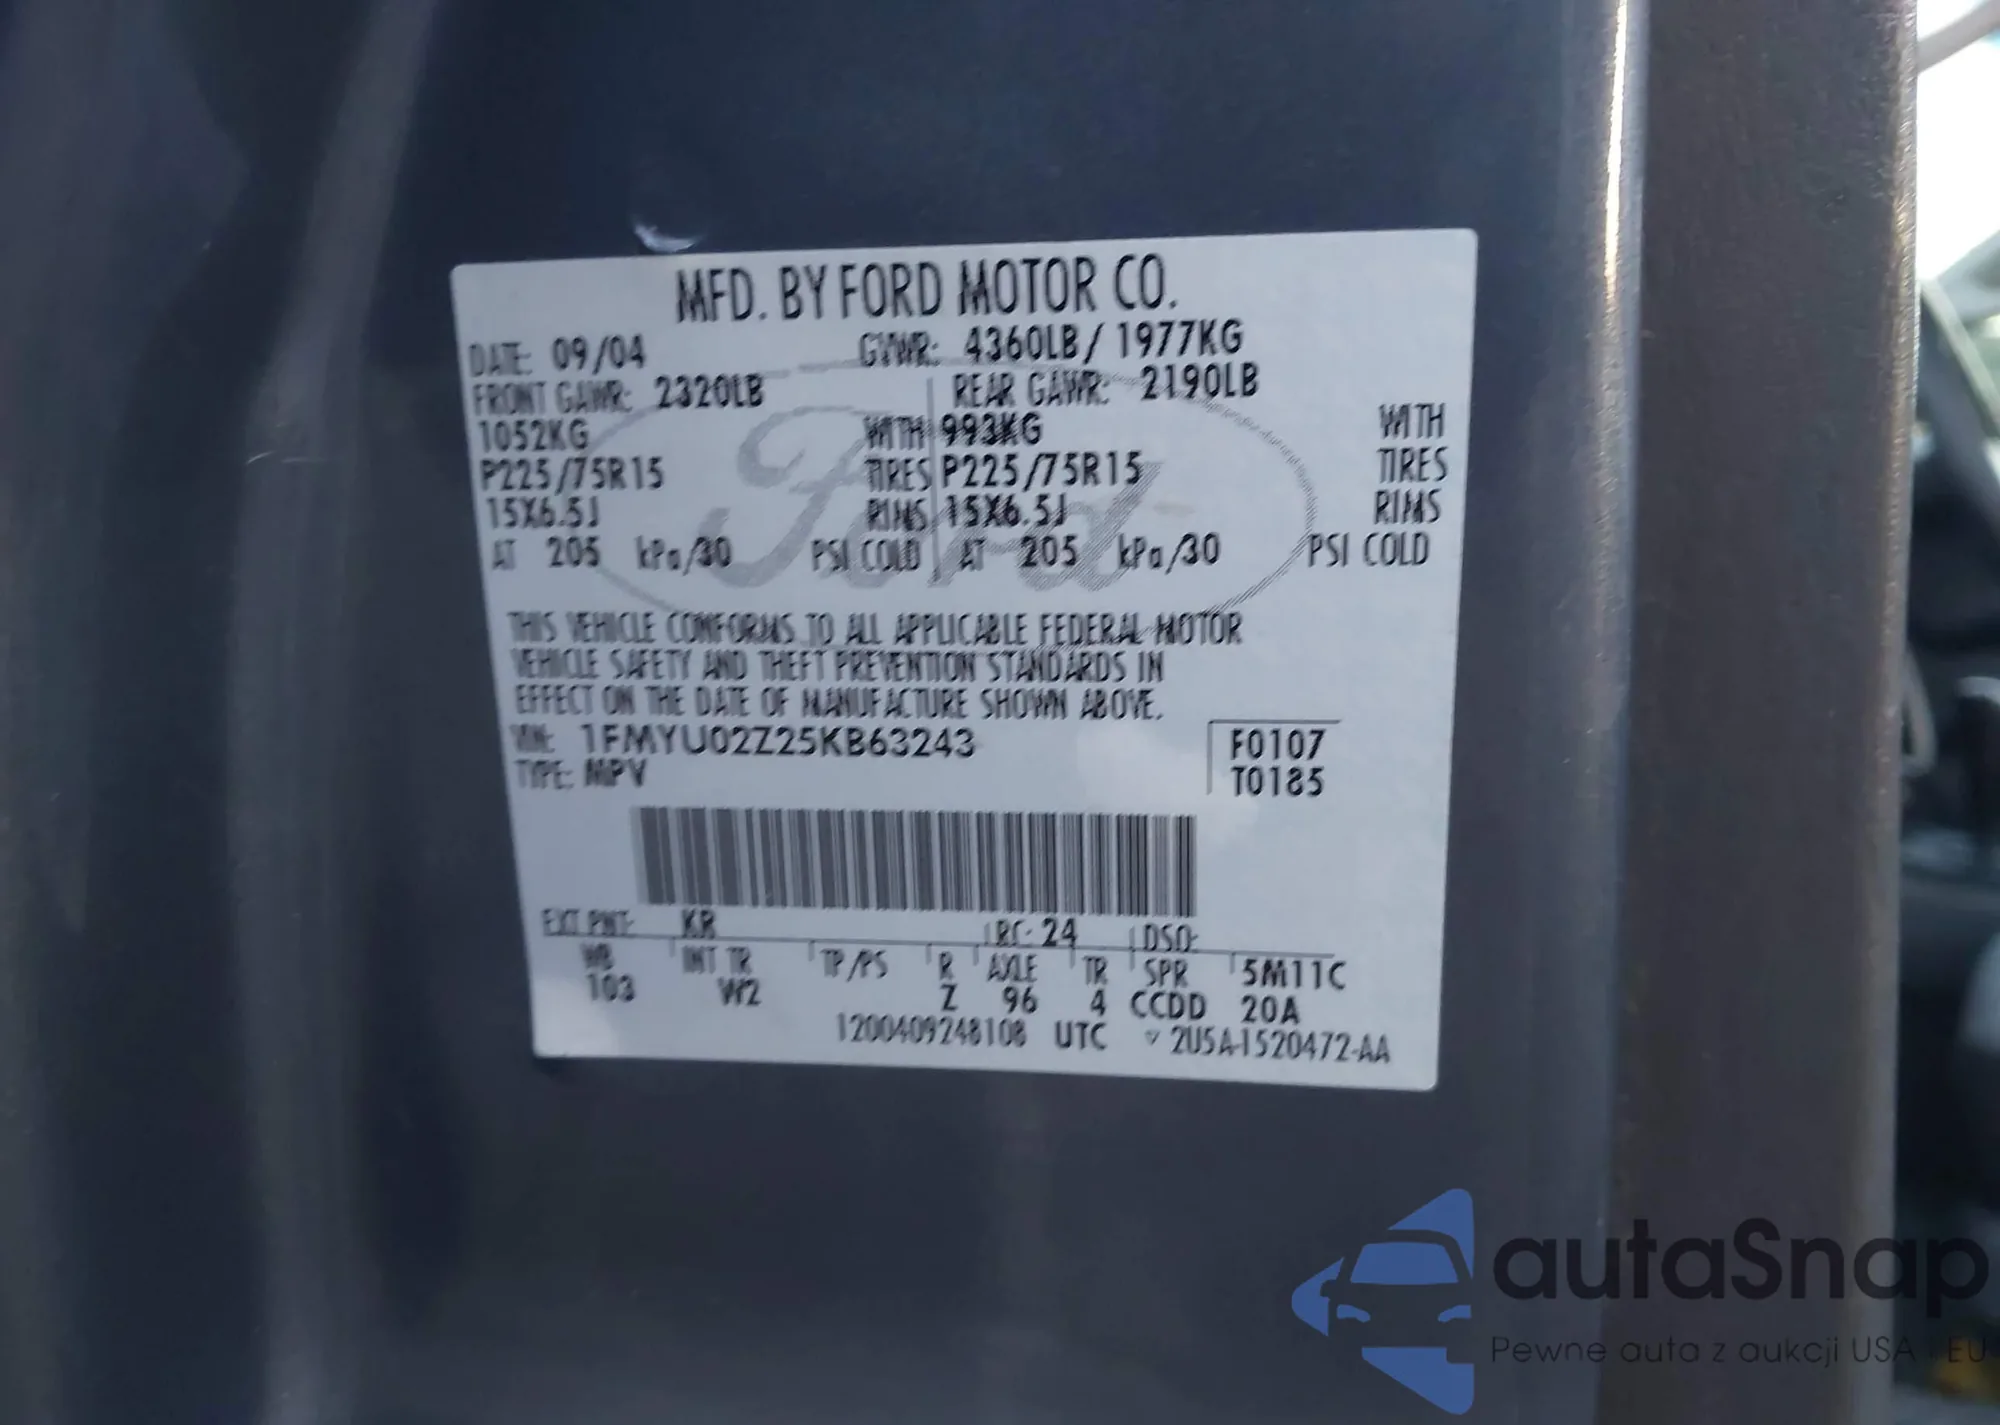 MFD. BY FORD MOTOR CO.
DATE: 09/04 GVWR: 4360LB/ 1977KG
FRONT GAWR: 2320LB REAR GAWR: 2190LB
1052KG WITH 993KG WITH
P225/75R15 TIRES P225/75R15 TIRES
15X6.5J RIMS 15X6.5J RIMS
AT 205 kPa/30 PSI COLD AT 205 kPa/30 PSI COLD
Ford
THIS VEHICLE CONFORMS TO ALL APPLICABLE FEDERAL MOTOR
VEHICLE SAFETY AND THEFT PREVENTION STANDARDS IN
EFFECT ON THE DATE OF MANUFACTURE SHOWN ABOVE.
VIN: 1FMYU02Z25KB63243 F0107
TYPE: MPV T0185
EXT PNT: KR RC: 24 DSO:
WB INT TR TP/PS R AXLE TR SPR 5M11C
103 W2 Z 96 4 CCDD 20A
1200409248108 UTC ▽ 2U5A-1520472-AA
autaSnap
Pewne auta z aukcji USA i EU